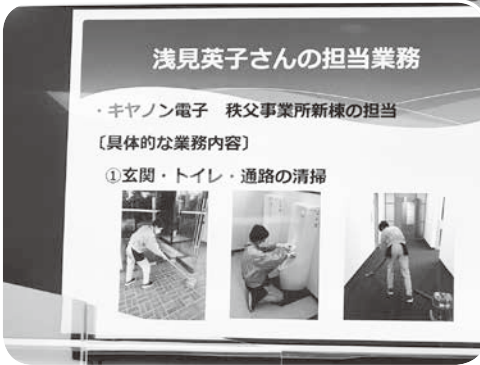 浅見英子さんの担当業務
・キヤノン電子　秩父事業所新棟の担当
〔具体的な業務内容〕
①玄関・トイレ・通路の清掃